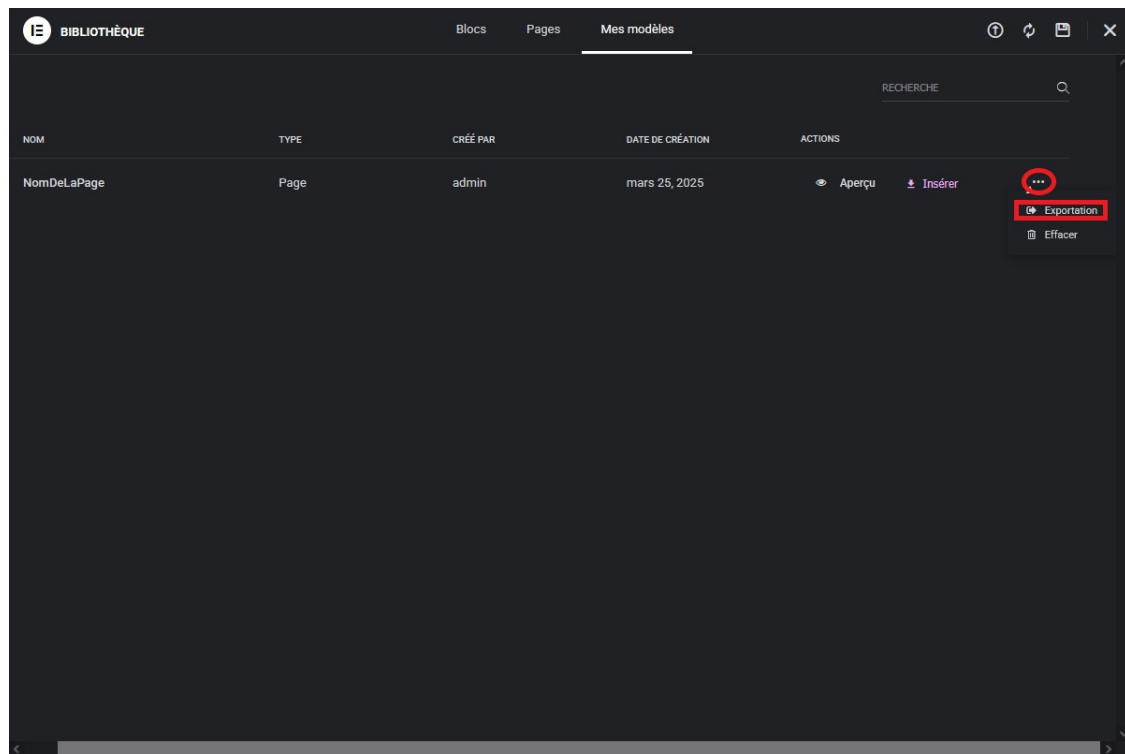 BIBLIOTHÈQUE Blocs Pages Mes modèles
RECHERCHE
NOM TYPE CRÉÉ PAR DATE DE CRÉATION ACTIONS
NomDeLaPage Page admin mars 25, 2025 Aperçu Insérer
Exportation
Effacer